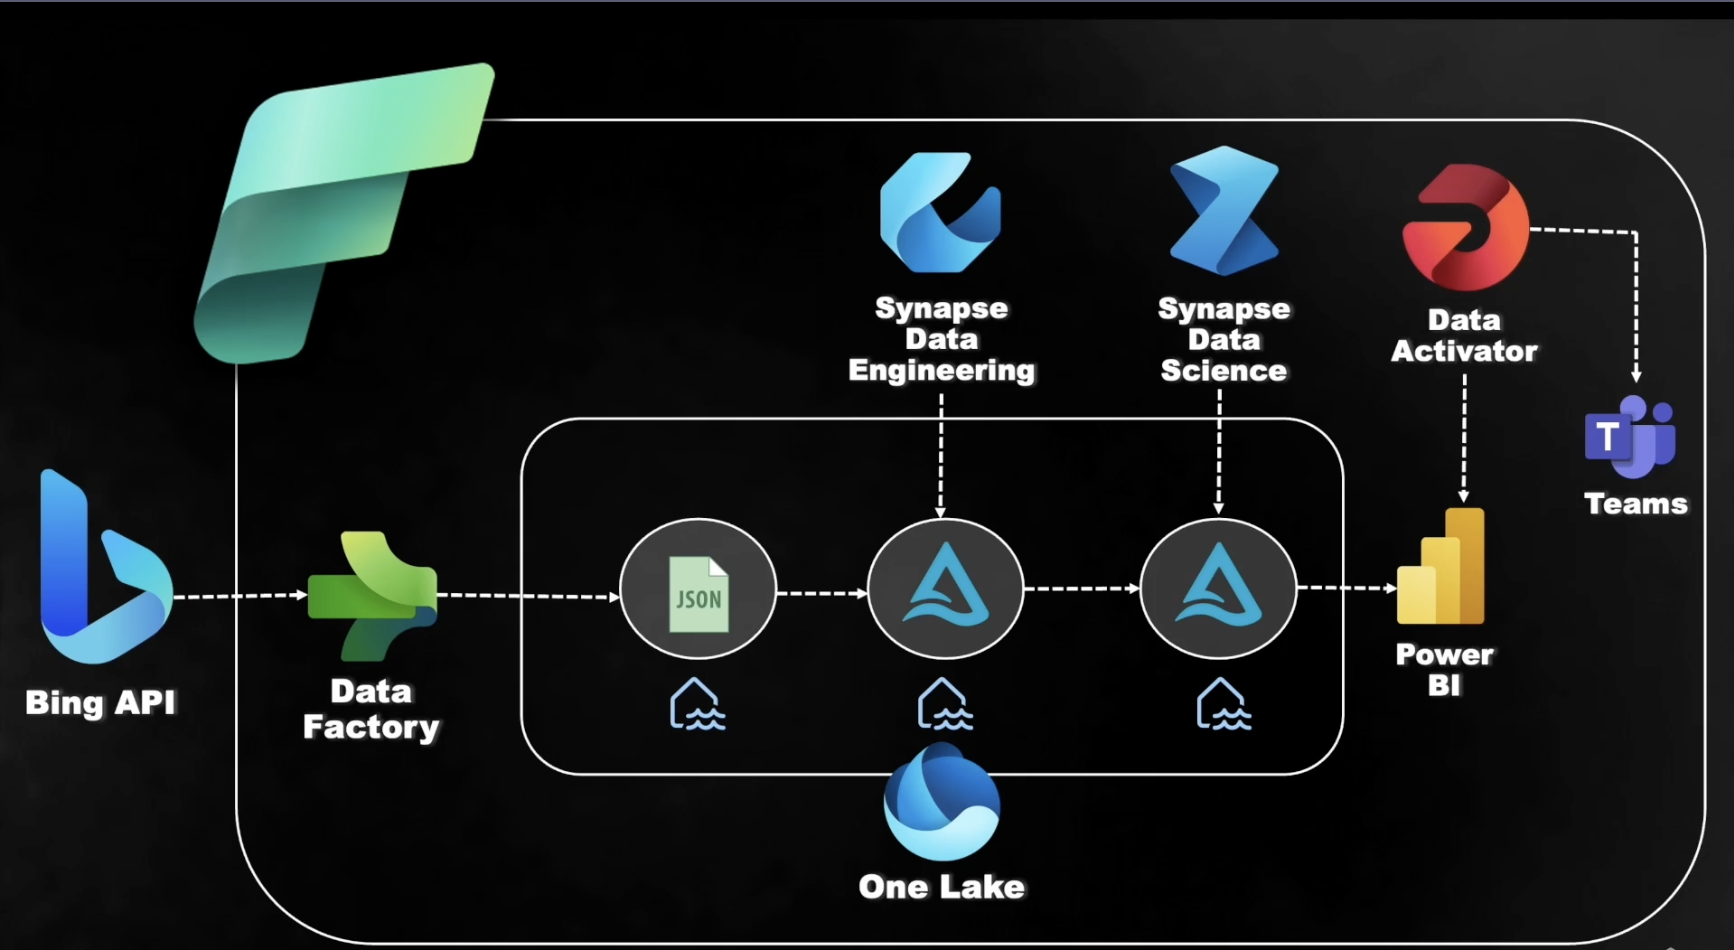 Synapse
Data
Engineering
Synapse
Data
Science
Data
Activator
T
Teams
JSON
Bing API
Data
Factory
Power
BI
One Lake